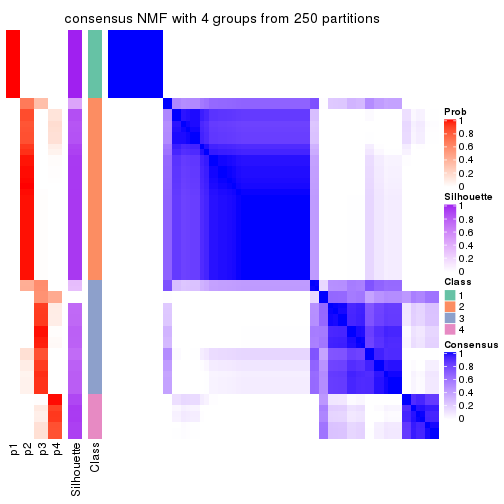 consensus NMF with 4 groups from 250 partitions
Prob
1
0.8
0.6
0.4
0.2
0
Silhouette
1
0.8
0.6
0.4
0.2
0
Class
1
2
3
4
Consensus
1
0.8
0.6
0.4
0.2
0
p1
p2
p3
p4
Silhouette
Class